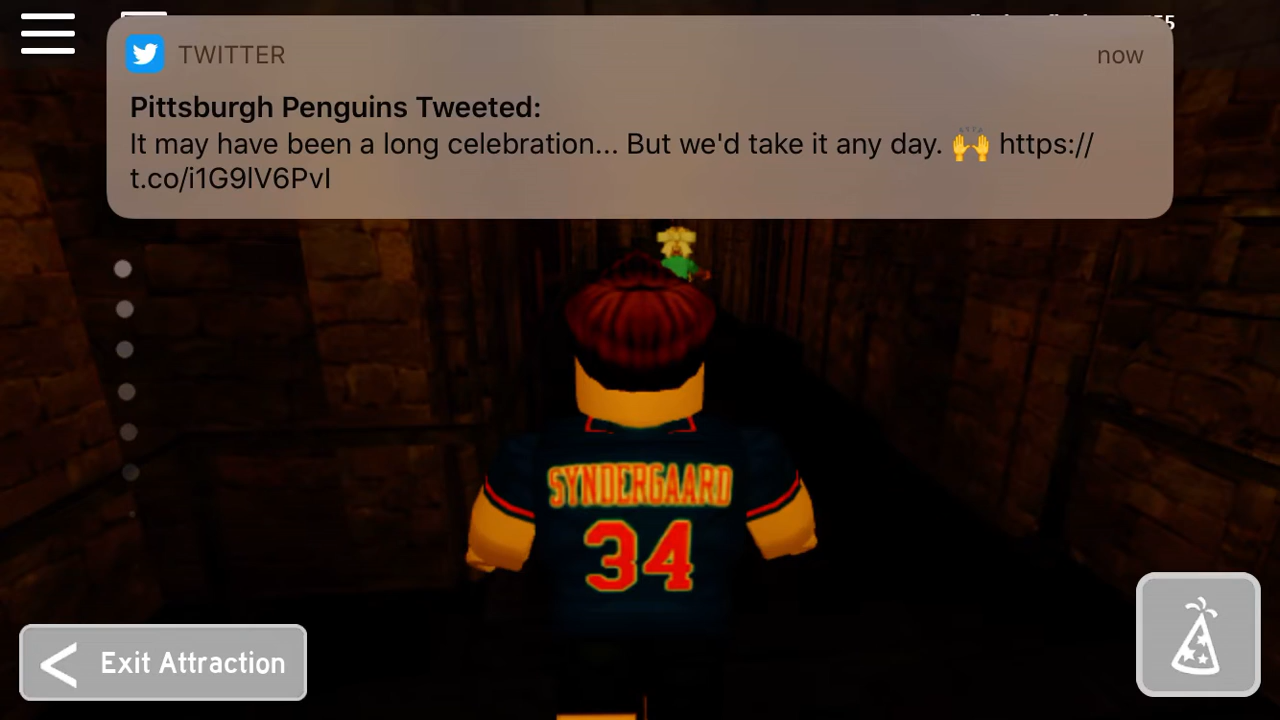 TWITTER now
Pittsburgh Penguins Tweeted:
It may have been a long celebration... But we'd take it any day. 🙌 https://
t.co/i1G9lV6PvI
SYNDERGAARD
34
Exit Attraction